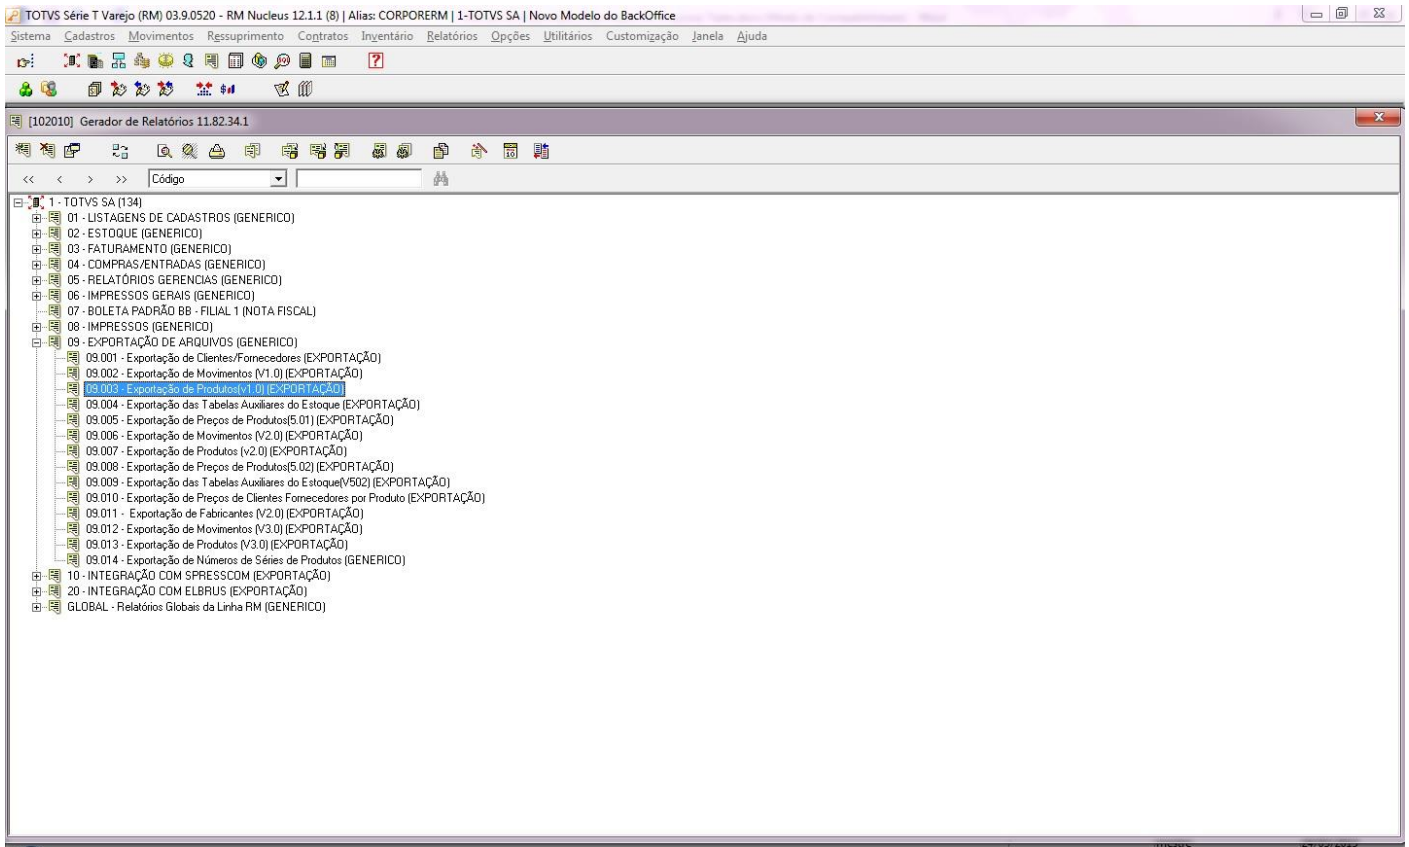 TOTVS Série T Varejo (RM) 03.9.0520 - RM Nucleus 12.1.1 (8) | Alias: CORPORERM | 1-TOTVS SA | Novo Modelo do BackOffice
Sistema Cadastros Movimentos Ressuprimento Contratos Inventário Relatórios Opções Utilitários Customização Janela Ajuda
[102010] Gerador de Relatórios 11.82.34.1
<< < > >> Código
1 - TOTVS SA (134)
01 - LISTAGENS DE CADASTROS (GENERICO)
02 - ESTOQUE (GENERICO)
03 - FATURAMENTO (GENERICO)
04 - COMPRAS/ENTRADAS (GENERICO)
05 - RELATÓRIOS GERENCIAS (GENERICO)
06 - IMPRESSOS GERAIS (GENERICO)
07 - BOLETA PADRÃO BB - FILIAL 1 (NOTA FISCAL)
08 - IMPRESSOS (GENERICO)
09 - EXPORTAÇÃO DE ARQUIVOS (GENERICO)
09.001 - Exportação de Clientes/Fornecedores (EXPORTAÇÃO)
09.002 - Exportação de Movimentos (V1.0) (EXPORTAÇÃO)
09.003 - Exportação de Produtos(v1.0) (EXPORTAÇÃO)
09.004 - Exportação das Tabelas Auxiliares do Estoque (EXPORTAÇÃO)
09.005 - Exportação de Preços de Produtos(5.01) (EXPORTAÇÃO)
09.006 - Exportação de Movimentos (V2.0) (EXPORTAÇÃO)
09.007 - Exportação de Produtos (v2.0) (EXPORTAÇÃO)
09.008 - Exportação de Preços de Produtos(5.02) (EXPORTAÇÃO)
09.009 - Exportação das Tabelas Auxiliares do Estoque(V502) (EXPORTAÇÃO)
09.010 - Exportação de Preços de Clientes Fornecedores por Produto (EXPORTAÇÃO)
09.011 - Exportação de Fabricantes (V2.0) (EXPORTAÇÃO)
09.012 - Exportação de Movimentos (V3.0) (EXPORTAÇÃO)
09.013 - Exportação de Produtos (V3.0) (EXPORTAÇÃO)
09.014 - Exportação de Números de Séries de Produtos (GENERICO)
10 - INTEGRAÇÃO COM SPRESSCOM (EXPORTAÇÃO)
20 - INTEGRAÇÃO COM ELBRUS (EXPORTAÇÃO)
GLOBAL - Relatórios Globais da Linha RM (GENERICO)